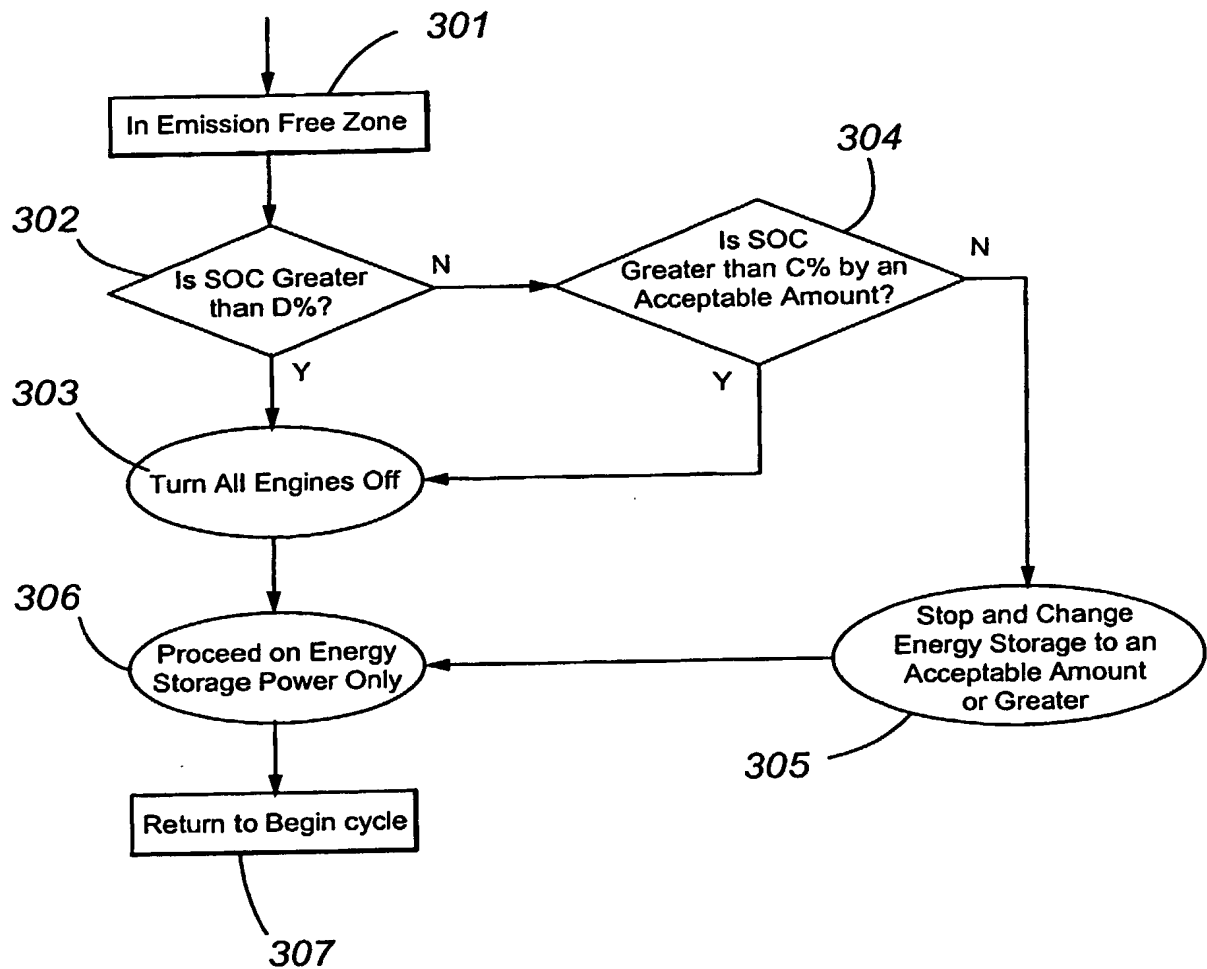 301
In Emission Free Zone
302
Is SOC Greater
than D%?
N
Y
304
Is SOC
Greater than C% by an
Acceptable Amount?
N
Y
303
Turn All Engines Off
306
Proceed on Energy
Storage Power Only
Stop and Change
Energy Storage to an
Acceptable Amount
or Greater
305
Return to Begin cycle
307